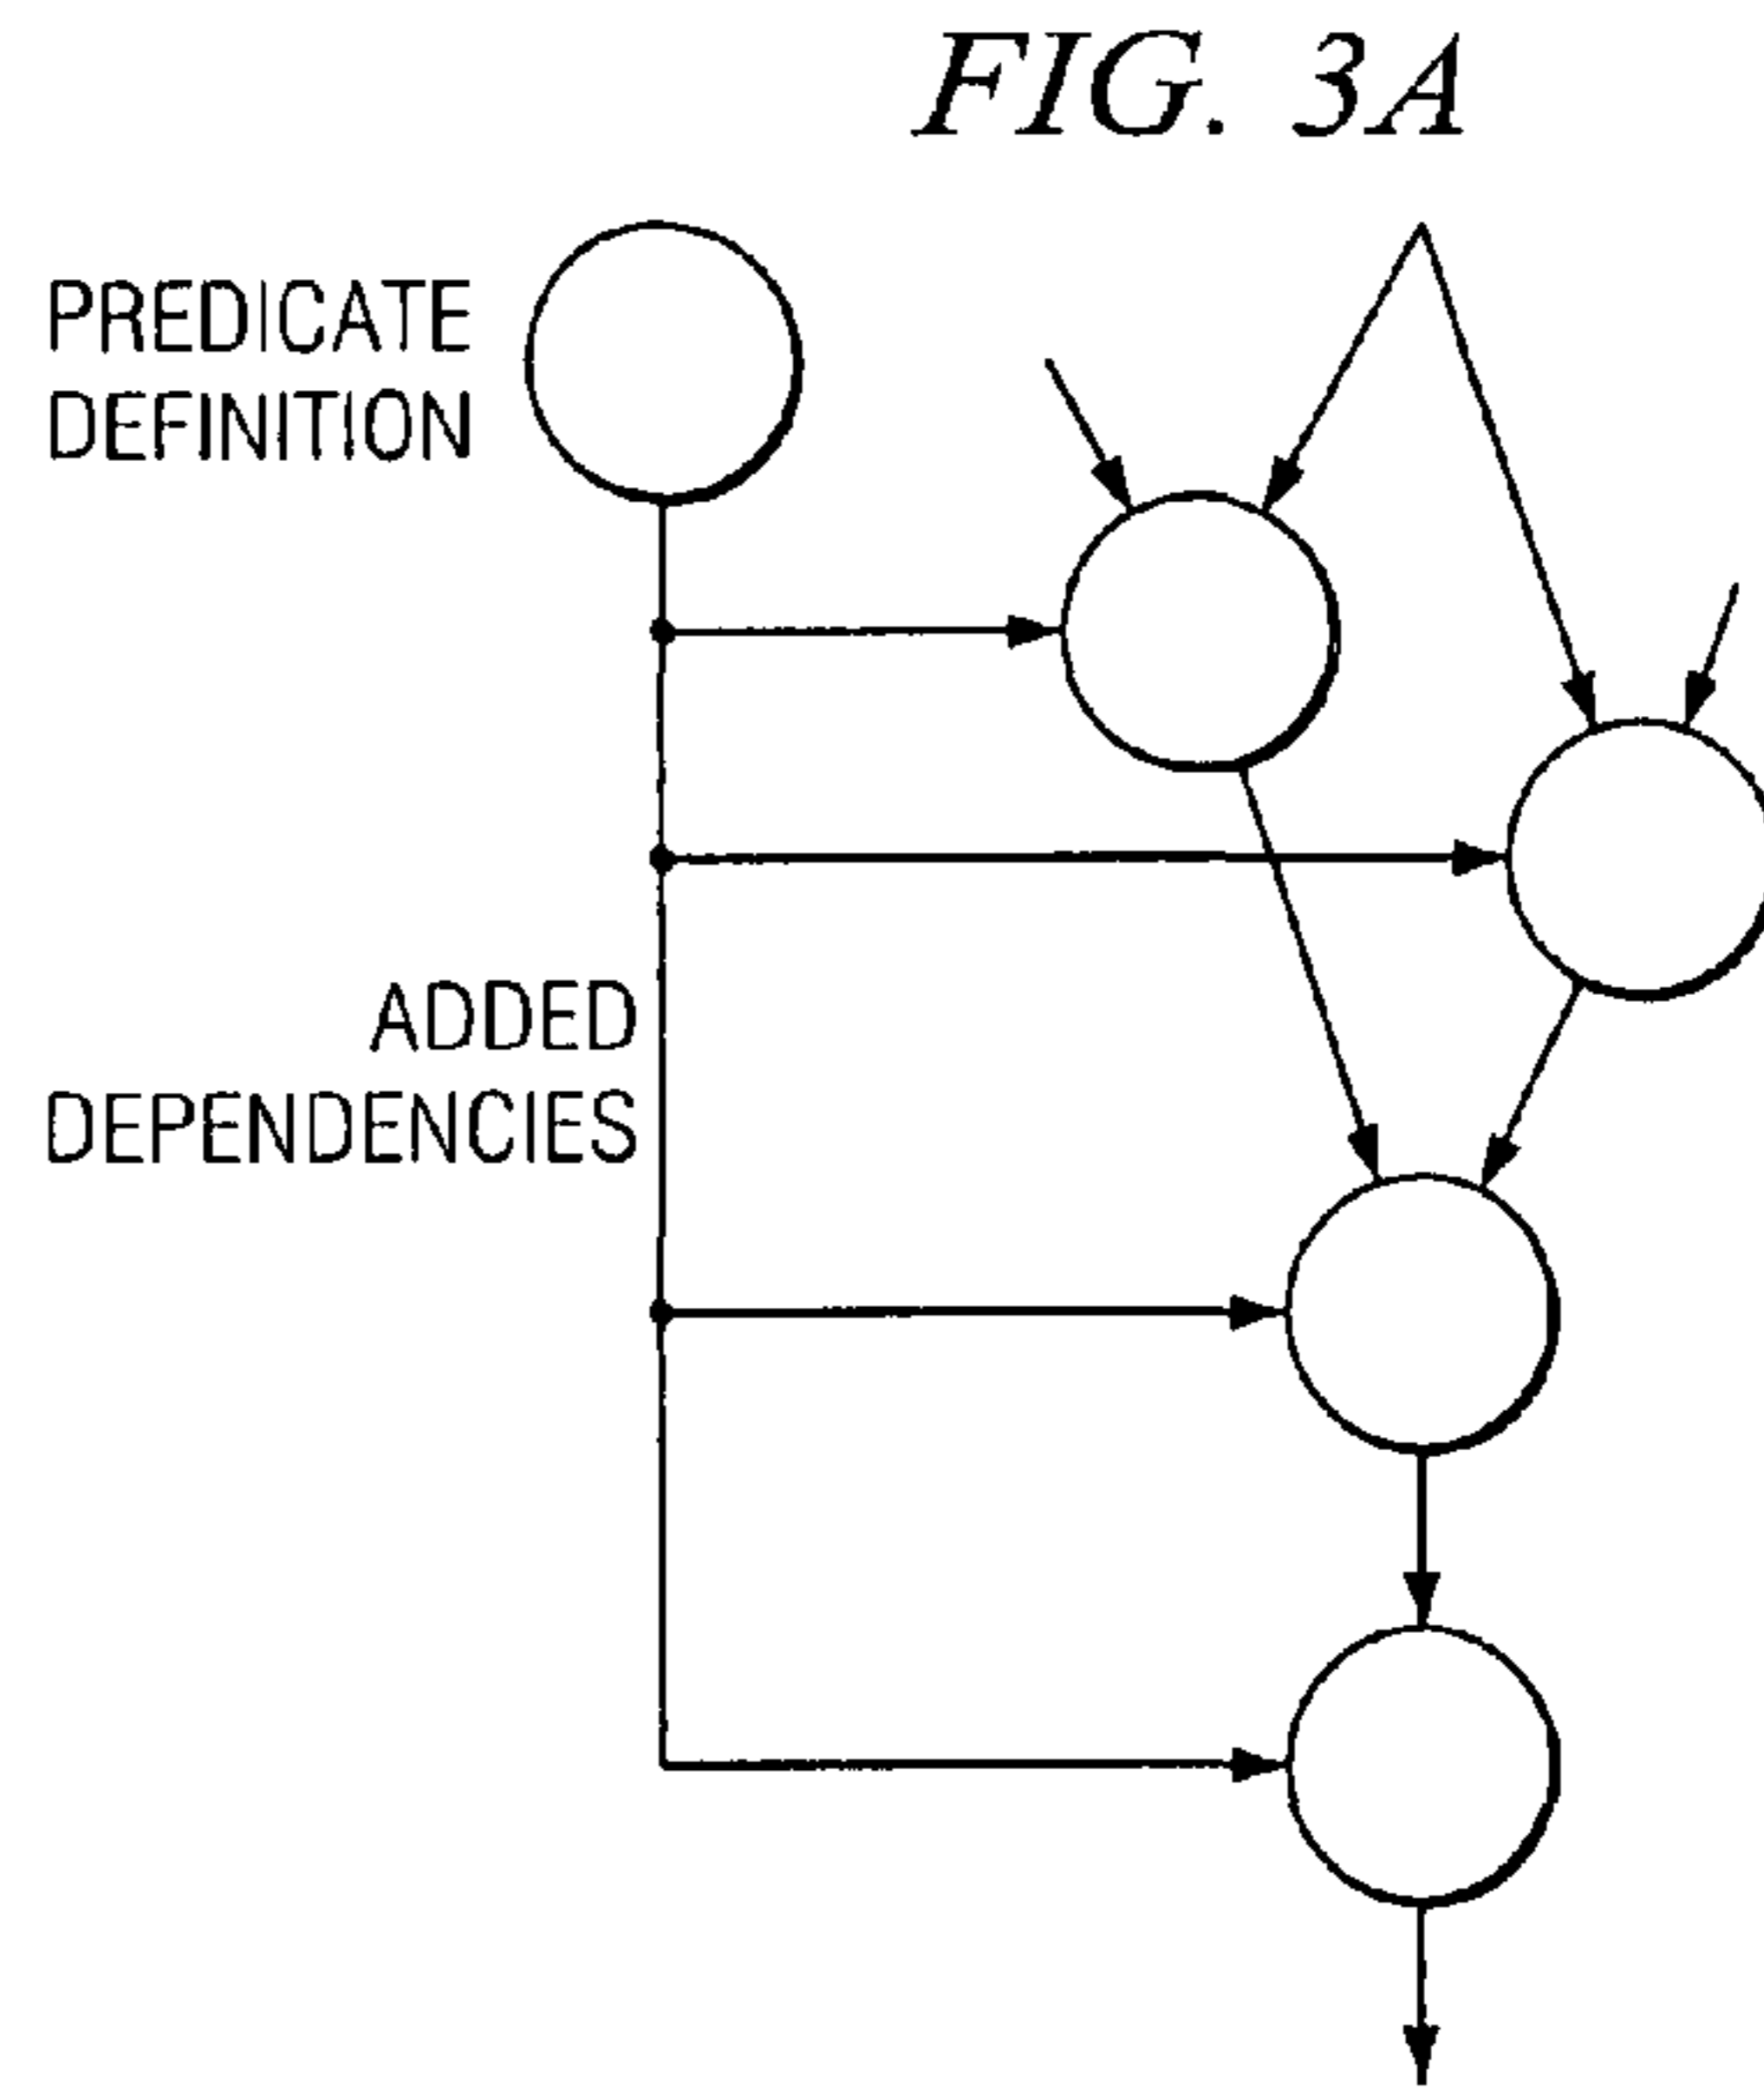 FIG. 3A
PREDICATE
DEFINITION
ADDED
DEPENDENCIES